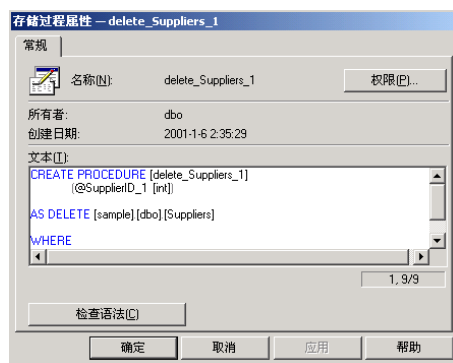 存储过程属性 — delete_Suppliers_1
常规
名称(N): delete_Suppliers_1 权限(P)...
所有者: dbo
创建日期: 2001-1-6 2:35:29
文本(T):
CREATE PROCEDURE [delete_Suppliers_1]
(@SupplierID_1 [int])
AS DELETE [sample].[dbo].[Suppliers]
WHERE
1, 9/9
检查语法(C)
确定 取消 应用 帮助